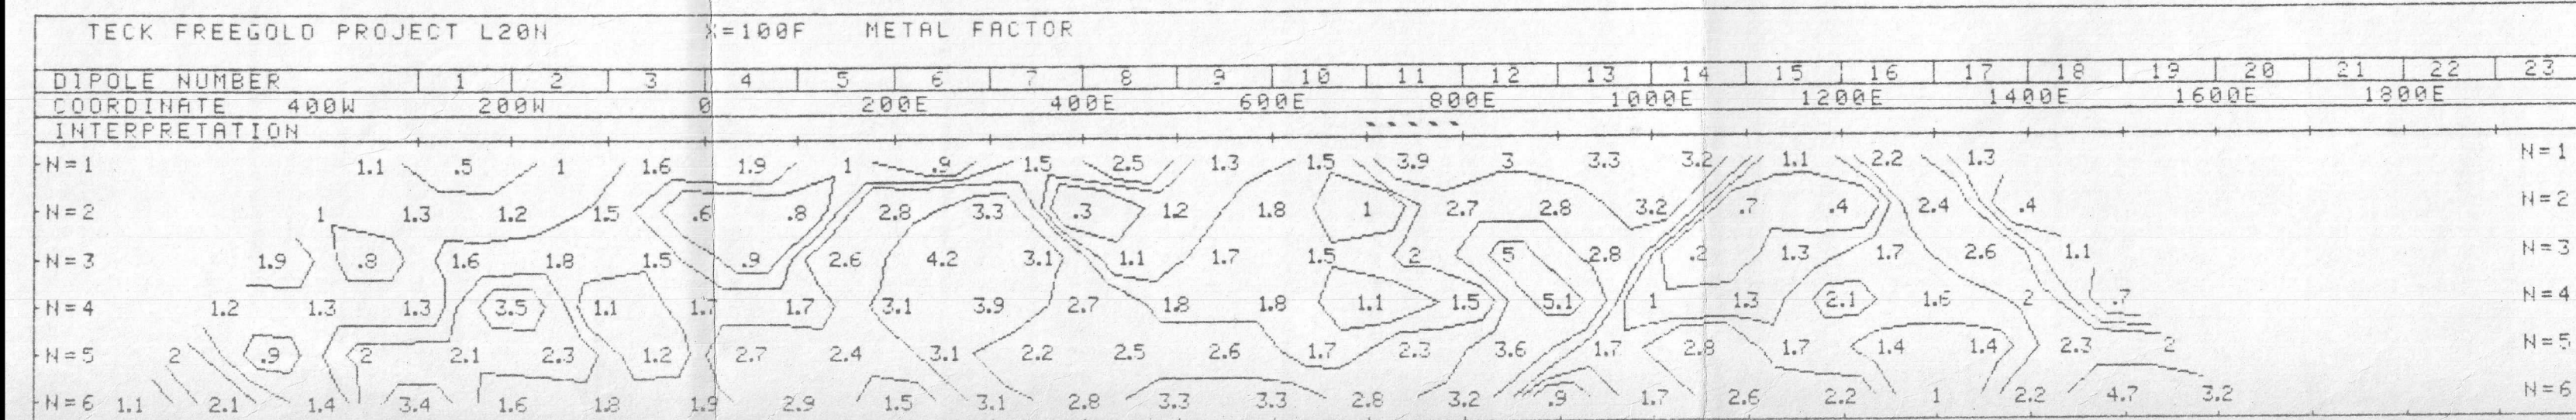 TECK FREEGOLD PROJECT L20N X=100F METAL FACTOR
DIPOLE NUMBER 1 2 3 4 5 6 7 8 9 10 11 12 13 14 15 16 17 18 19 20 21 22 23
COORDINATE 400W 200W 0 200E 400E 600E 800E 1000E 1200E 1400E 1600E 1800E
INTERPRETATION
N=1 1.1 .5 1 1.6 1.9 1 .9 1.5 2.5 1.3 1.5 3.9 3 3.3 3.2 1.1 2.2 1.3 N=1
N=2 1 1.3 1.2 1.5 .6 .8 2.8 3.3 .3 1.2 1.8 1 2.7 2.8 3.2 .7 .4 2.4 .4 N=2
N=3 1.9 .8 1.6 1.8 1.5 .9 2.6 4.2 3.1 1.1 1.7 1.5 2 5 2.8 .2 1.3 1.7 2.6 1.1 N=3
N=4 1.2 1.3 1.3 3.5 1.1 1.7 1.7 3.1 3.9 2.7 1.8 1.8 1.1 1.5 5.1 1 1.3 2.1 1.6 2 .7 N=4
N=5 2 .9 2 2.1 2.3 1.2 2.7 2.4 3.1 2.2 2.5 2.6 1.7 2.3 3.6 1.7 2.8 1.7 1.4 1.4 2.3 2 N=5
N=6 1.1 2.1 1.4 3.4 1.6 1.8 1.9 2.9 1.5 3.1 2.8 3.3 3.3 2.8 3.2 .9 1.7 2.6 2.2 1 2.2 4.7 3.2 N=6